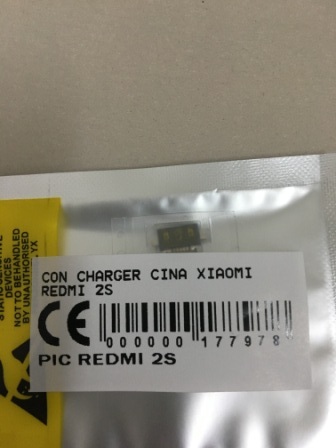 CON CHARGER CINA XIAOMI
REDMI 2S
CE
000000 177978
PIC REDMI 2S
DEVICES
NOT TO BE HANDLED
BY UNAUTHORISED